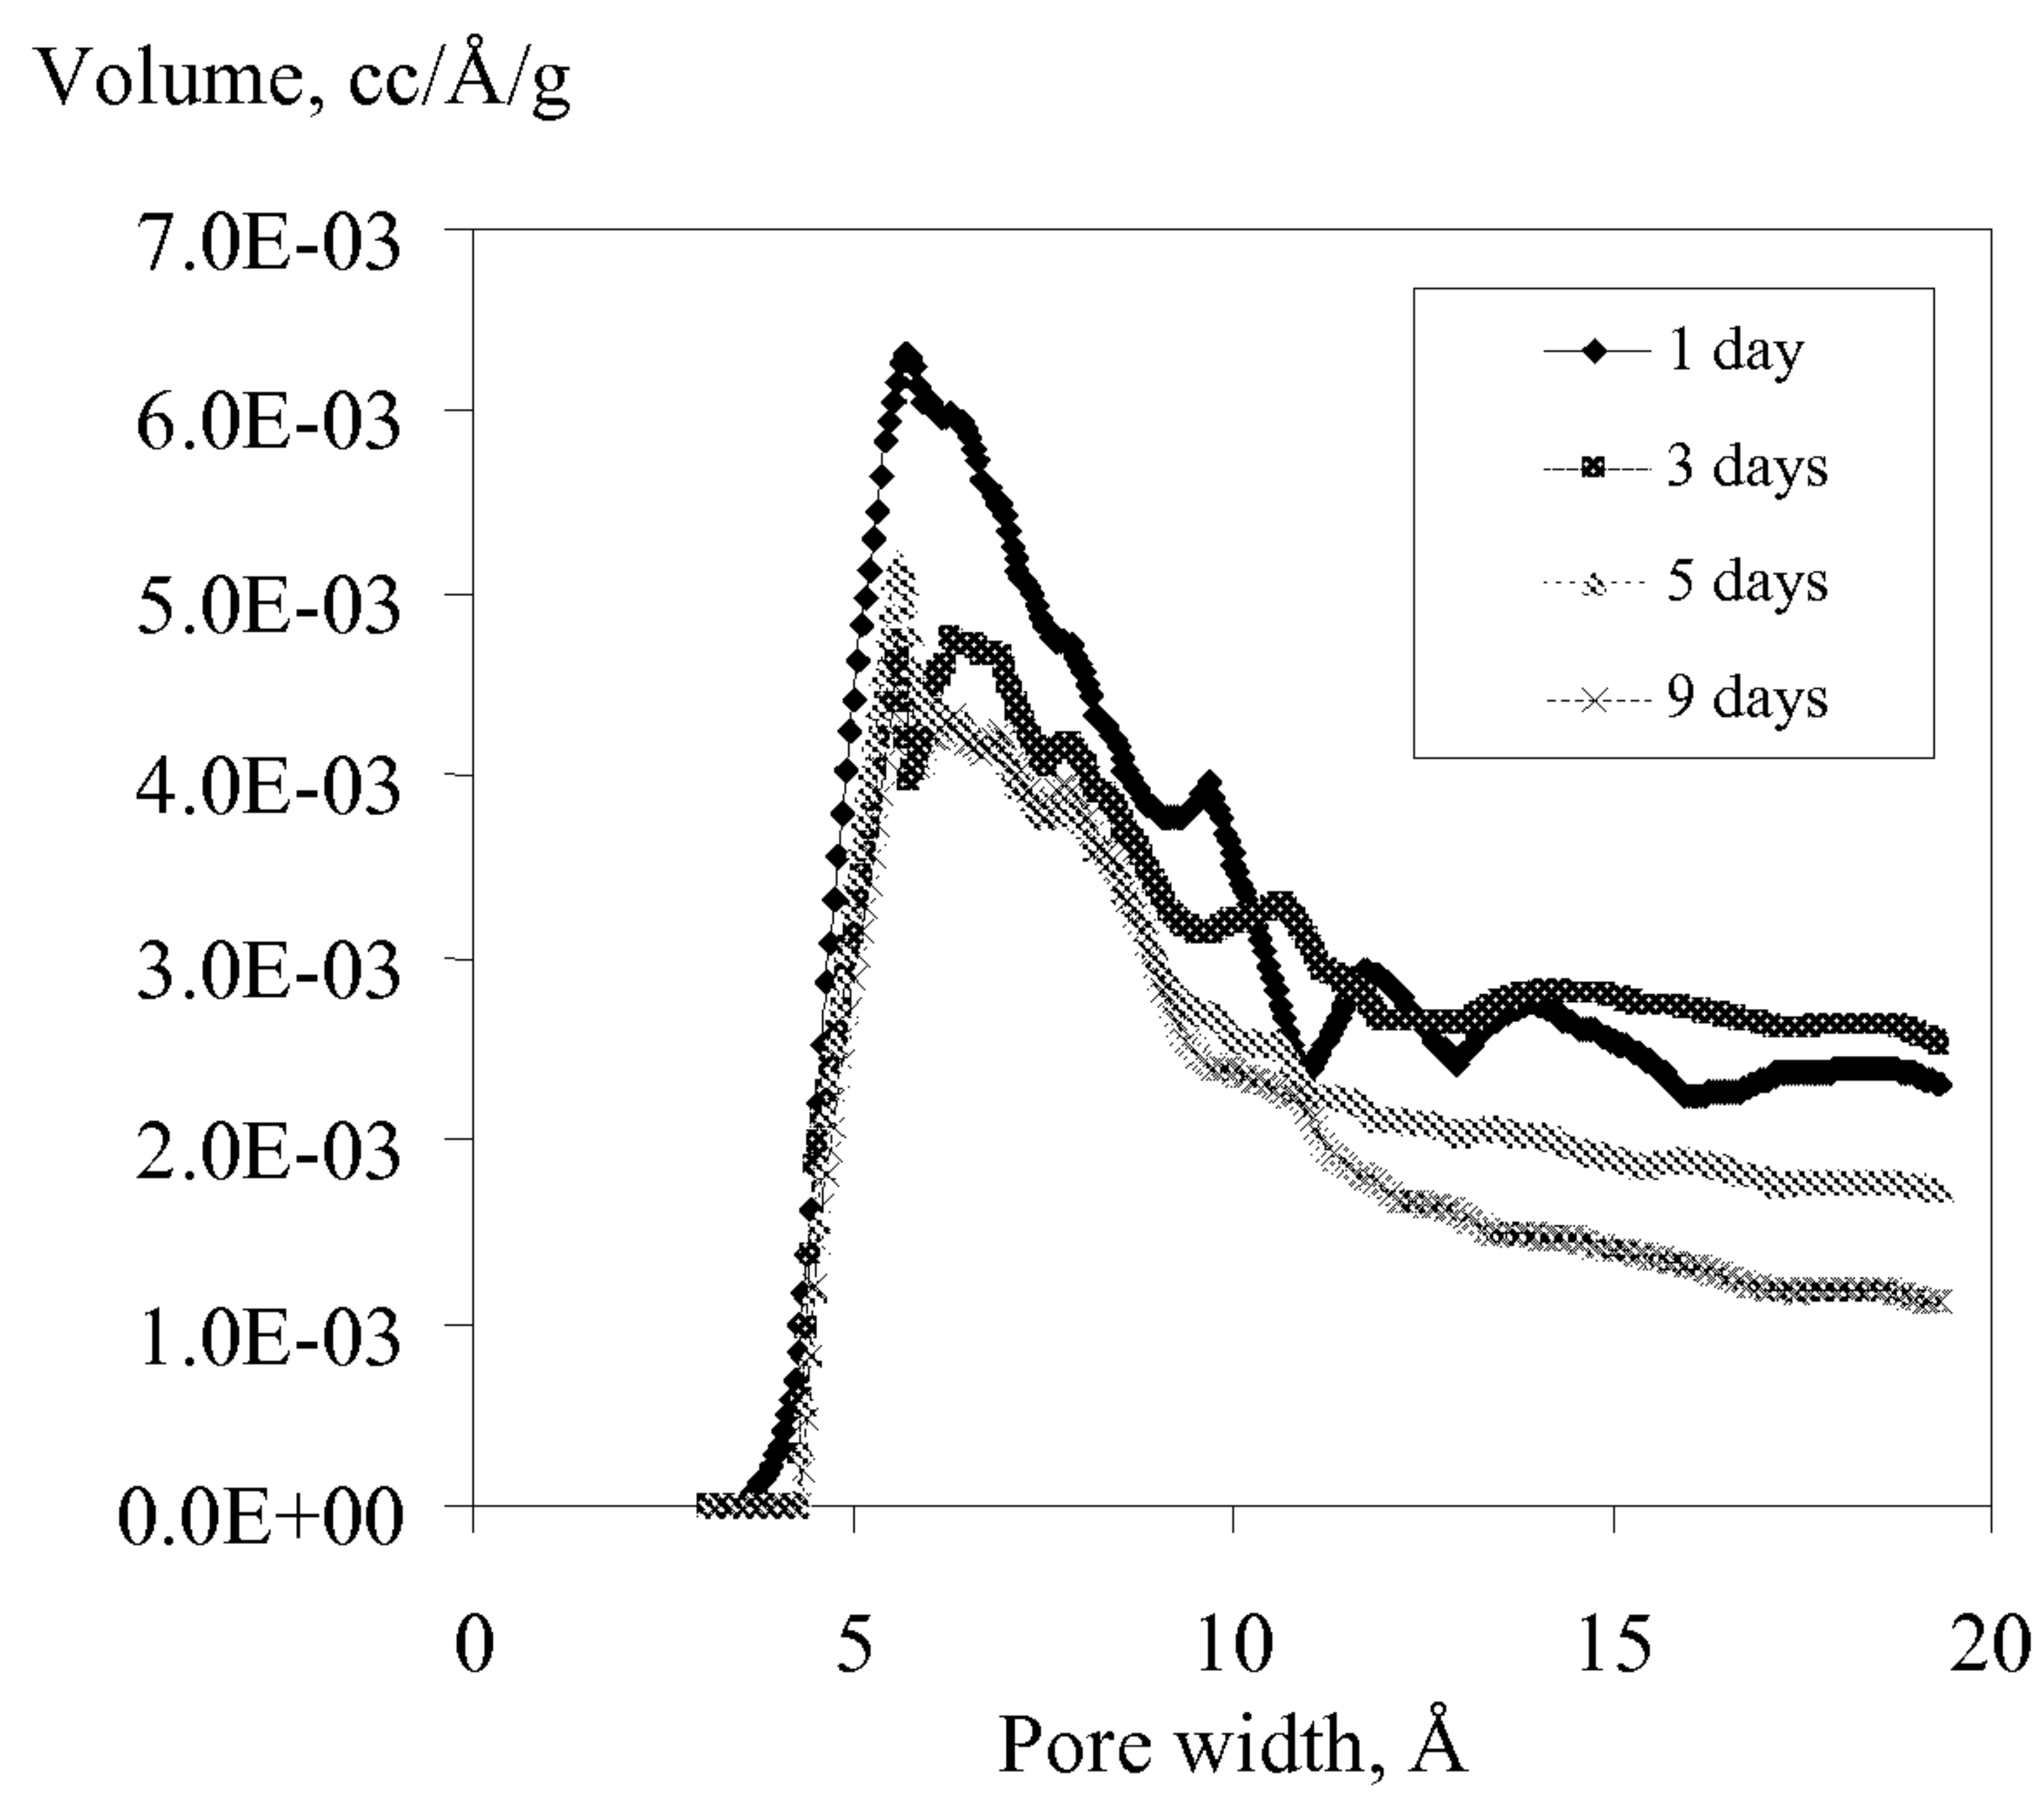 Volume, cc/Å/g
7.0E-03
6.0E-03
5.0E-03
4.0E-03
3.0E-03
2.0E-03
1.0E-03
0.0E+00
1 day
3 days
5 days
9 days
0 5 10 15 20
Pore width, Å